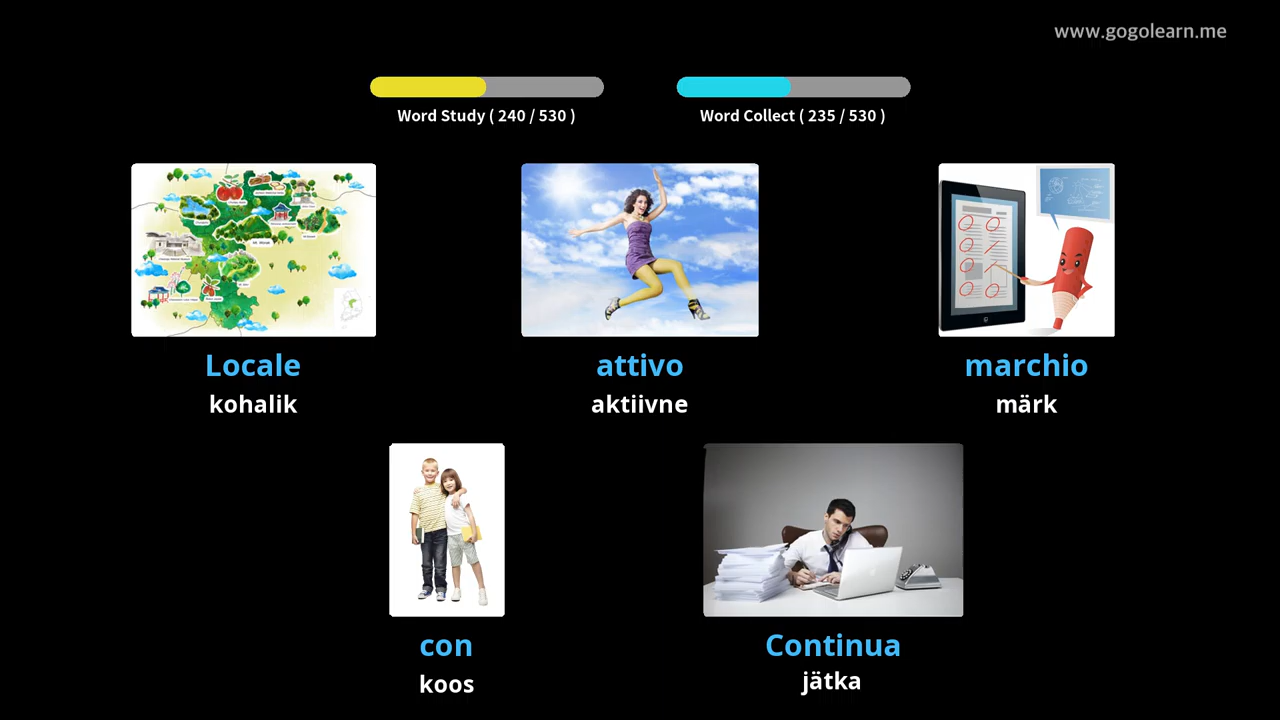 www.gogolearn.me
Word Study ( 240 / 530 )
Word Collect ( 235 / 530 )
Locale
kohalik
attivo
aktiivne
marchio
märk
con
koos
Continua
jätka